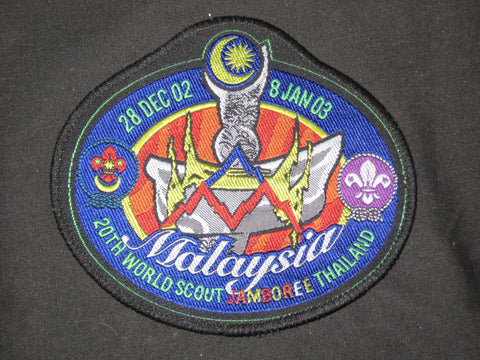 28 DEC 02
8 JAN 03
Malaysia
20TH WORLD SCOUT JAMBOREE THAILAND